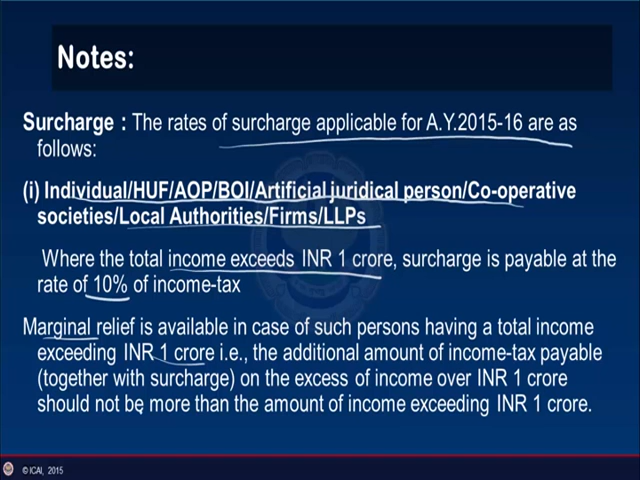 Notes:
Surcharge : The rates of surcharge applicable for A.Y.2015-16 are as
follows:
(i) Individual/HUF/AOP/BOI/Artificial juridical person/Co-operative
societies/Local Authorities/Firms/LLPs
Where the total income exceeds INR 1 crore, surcharge is payable at the
rate of 10% of income-tax
Marginal relief is available in case of such persons having a total income
exceeding INR 1 crore i.e., the additional amount of income-tax payable
(together with surcharge) on the excess of income over INR 1 crore
should not be more than the amount of income exceeding INR 1 crore.
© ICAI, 2015